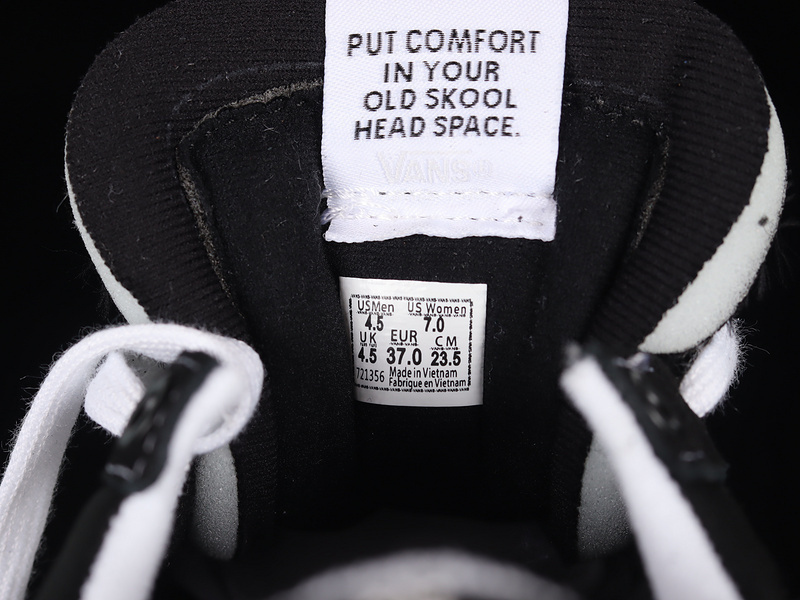 PUT COMFORT
IN YOUR
OLD SKOOL
HEAD SPACE.
VANS
US Men US Women
4.5 7.0
UK EUR CM
4.5 37.0 23.5
721356 Made in Vietnam
Fabrique en Vietnam